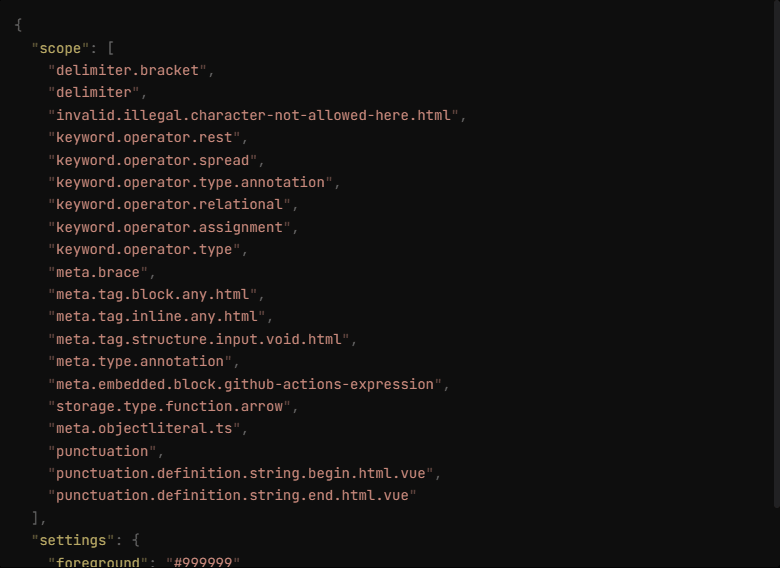 {
  "scope": [
    "delimiter.bracket",
    "delimiter",
    "invalid.illegal.character-not-allowed-here.html",
    "keyword.operator.rest",
    "keyword.operator.spread",
    "keyword.operator.type.annotation",
    "keyword.operator.relational",
    "keyword.operator.assignment",
    "keyword.operator.type",
    "meta.brace",
    "meta.tag.block.any.html",
    "meta.tag.inline.any.html",
    "meta.tag.structure.input.void.html",
    "meta.type.annotation",
    "meta.embedded.block.github-actions-expression",
    "storage.type.function.arrow",
    "meta.objectliteral.ts",
    "punctuation",
    "punctuation.definition.string.begin.html.vue",
    "punctuation.definition.string.end.html.vue"
  ],
  "settings": {
    "foreground": "#999999"